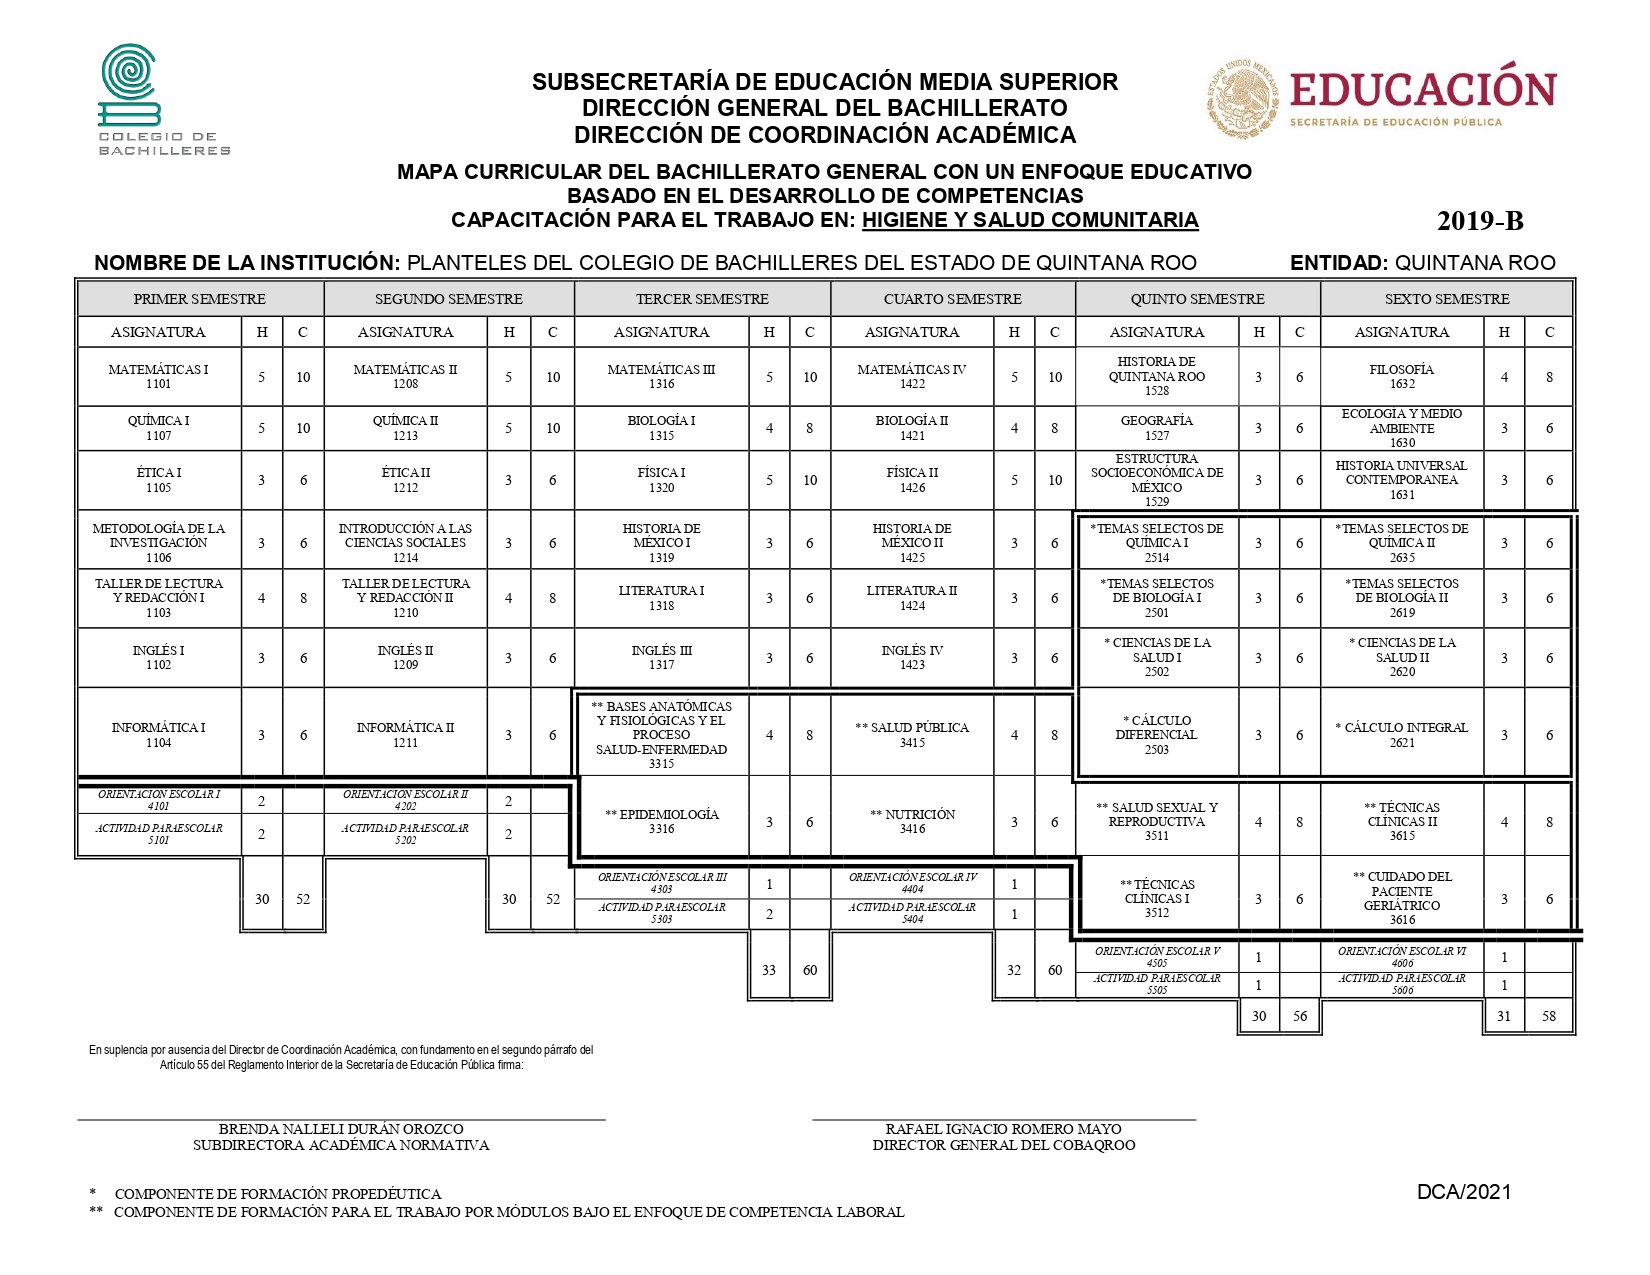 COLEGIO DE
BACHILLERES
SUBSECRETARÍA DE EDUCACIÓN MEDIA SUPERIOR
DIRECCIÓN GENERAL DEL BACHILLERATO
DIRECCIÓN DE COORDINACIÓN ACADÉMICA
ESTADOS UNIDOS MEXICANOS
EDUCACIÓN
SECRETARÍA DE EDUCACIÓN PÚBLICA
MAPA CURRICULAR DEL BACHILLERATO GENERAL CON UN ENFOQUE EDUCATIVO
BASADO EN EL DESARROLLO DE COMPETENCIAS
CAPACITACIÓN PARA EL TRABAJO EN: HIGIENE Y SALUD COMUNITARIA
2019-B
NOMBRE DE LA INSTITUCIÓN: PLANTELES DEL COLEGIO DE BACHILLERES DEL ESTADO DE QUINTANA ROO ENTIDAD: QUINTANA ROO
PRIMER SEMESTRE SEGUNDO SEMESTRE TERCER SEMESTRE CUARTO SEMESTRE QUINTO SEMESTRE SEXTO SEMESTRE
ASIGNATURA H C ASIGNATURA H C ASIGNATURA H C ASIGNATURA H C ASIGNATURA H C ASIGNATURA H C
MATEMÁTICAS I
1101
5 10
MATEMÁTICAS II
1208
5 10
MATEMÁTICAS III
1316
5 10
MATEMÁTICAS IV
1422
5 10
HISTORIA DE
QUINTANA ROO
1528
3 6
FILOSOFÍA
1632
4 8
QUÍMICA I
1107
5 10
QUÍMICA II
1213
5 10
BIOLOGÍA I
1315
4 8
BIOLOGÍA II
1421
4 8
GEOGRAFÍA
1527
3 6
ECOLOGIA Y MEDIO
AMBIENTE
1630
3 6
ÉTICA I
1105
3 6
ÉTICA II
1212
3 6
FÍSICA I
1320
5 10
FÍSICA II
1426
5 10
ESTRUCTURA
SOCIOECONÓMICA DE
MÉXICO
1529
3 6
HISTORIA UNIVERSAL
CONTEMPORANEA
1631
3 6
METODOLOGÍA DE LA
INVESTIGACIÓN
1106
3 6
INTRODUCCIÓN A LAS
CIENCIAS SOCIALES
1214
3 6
HISTORIA DE
MÉXICO I
1319
3 6
HISTORIA DE
MÉXICO II
1425
3 6
*TEMAS SELECTOS DE
QUÍMICA I
2514
3 6
*TEMAS SELECTOS DE
QUÍMICA II
2635
3 6
TALLER DE LECTURA
Y REDACCIÓN I
1103
4 8
TALLER DE LECTURA
Y REDACCIÓN II
1210
4 8
LITERATURA I
1318
3 6
LITERATURA II
1424
3 6
*TEMAS SELECTOS
DE BIOLOGÍA I
2501
3 6
*TEMAS SELECTOS
DE BIOLOGÍA II
2619
3 6
INGLÉS I
1102
3 6
INGLÉS II
1209
3 6
INGLÉS III
1317
3 6
INGLÉS IV
1423
3 6
* CIENCIAS DE LA
SALUD I
2502
3 6
* CIENCIAS DE LA
SALUD II
2620
3 6
INFORMÁTICA I
1104
3 6
INFORMÁTICA II
1211
3 6
** BASES ANATÓMICAS
Y FISIOLÓGICAS Y EL
PROCESO
SALUD-ENFERMEDAD
3315
4 8
** SALUD PÚBLICA
3415
4 8
* CÁLCULO
DIFERENCIAL
2503
3 6
* CÁLCULO INTEGRAL
2621
3 6
ORIENTACIÓN ESCOLAR I
4101
2
ORIENTACIÓN ESCOLAR II
4202
2
** EPIDEMIOLOGÍA
3316
3 6
** NUTRICIÓN
3416
3 6
** SALUD SEXUAL Y
REPRODUCTIVA
3511
4 8
** TÉCNICAS
CLÍNICAS II
3615
4 8
ACTIVIDAD PARAESCOLAR
5101
2
ACTIVIDAD PARAESCOLAR
5202
2
30 52
30 52
ORIENTACIÓN ESCOLAR III
4303
1
ORIENTACIÓN ESCOLAR IV
4404
1
** TÉCNICAS
CLÍNICAS I
3512
3 6
** CUIDADO DEL
PACIENTE
GERIÁTRICO
3616
3 6
ACTIVIDAD PARAESCOLAR
5303
2
ACTIVIDAD PARAESCOLAR
5404
1
33 60
32 60
ORIENTACIÓN ESCOLAR V
4505
1
ORIENTACIÓN ESCOLAR VI
4606
1
ACTIVIDAD PARAESCOLAR
5505
1
ACTIVIDAD PARAESCOLAR
5606
1
30 56
31 58
En suplencia por ausencia del Director de Coordinación Académica, con fundamento en el segundo párrafo del
Artículo 55 del Reglamento Interior de la Secretaría de Educación Pública firma:
BRENDA NALLELI DURÁN OROZCO
SUBDIRECTORA ACADÉMICA NORMATIVA
RAFAEL IGNACIO ROMERO MAYO
DIRECTOR GENERAL DEL COBAQROO
* COMPONENTE DE FORMACIÓN PROPEDÉUTICA
** COMPONENTE DE FORMACIÓN PARA EL TRABAJO POR MÓDULOS BAJO EL ENFOQUE DE COMPETENCIA LABORAL
DCA/2021